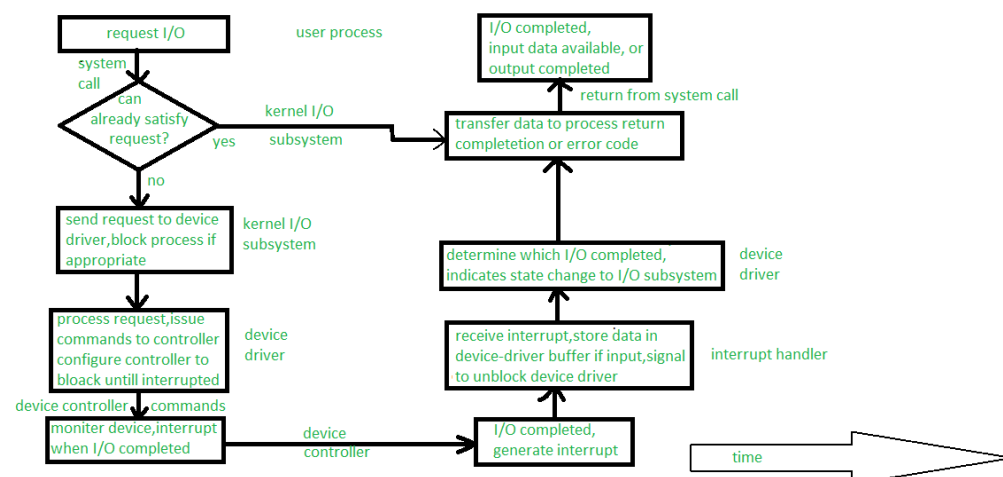 request I/O
user process
system
call
can
already satisfy
request?
yes
kernel I/O
subsystem
no
send request to device
driver,block process if
appropriate
kernel I/O
subsystem
process request,issue
commands to controller
configure controller to
bloack untill interrupted
device
driver
device controller
commands
moniter device,interrupt
when I/O completed
device
controller
I/O completed,
generate interrupt
receive interrupt,store data in
device-driver buffer if input,signal
to unblock device driver
interrupt handler
determine which I/O completed,
indicates state change to I/O subsystem
device
driver
transfer data to process return
completetion or error code
return from system call
I/O completed,
input data available, or
output completed
time